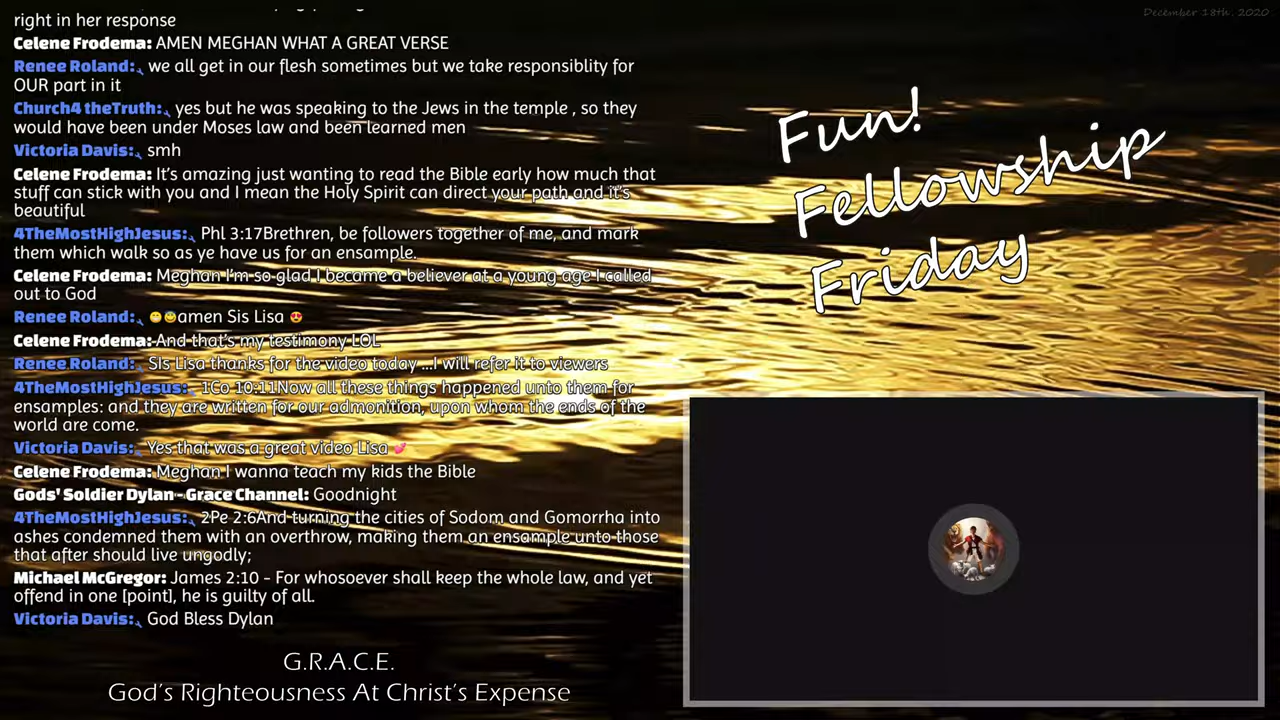 right in her response
Celene Frodema: AMEN MEGHAN WHAT A GREAT VERSE
Renee Roland: we all get in our flesh sometimes but we take responsiblity for
OUR part in it
Church4 theTruth: yes but he was speaking to the Jews in the temple , so they
would have been under Moses law and been learned men
Victoria Davis: smh
Celene Frodema: It's amazing just wanting to read the Bible early how much that
stuff can stick with you and I mean the Holy Spirit can direct your path and it's
beautiful
4TheMostHighJesus: Phl 3:17Brethren, be followers together of me, and mark
them which walk so as ye have us for an ensample.
Celene Frodema: Meghan I'm so glad I became a believer at a young age I called
out to God
Renee Roland: 😁😇amen Sis Lisa 😍
Celene Frodema: And that's my testimony LOL
Renee Roland: SIs Lisa thanks for the video today ...I will refer it to viewers
4TheMostHighJesus: 1Co 10:11Now all these things happened unto them for
ensamples: and they are written for our admonition, upon whom the ends of the
world are come.
Victoria Davis: Yes that was a great video Lisa 💕
Celene Frodema: Meghan I wanna teach my kids the Bible
Gods' Soldier Dylan - Grace Channel: Goodnight
4TheMostHighJesus: 2Pe 2:6And turning the cities of Sodom and Gomorrha into
ashes condemned them with an overthrow, making them an ensample unto those
that after should live ungodly;
Michael McGregor: James 2:10 - For whosoever shall keep the whole law, and yet
offend in one [point], he is guilty of all.
Victoria Davis: God Bless Dylan
G.R.A.C.E.
God's Righteousness At Christ's Expense
December 18th, 2020
Fun!
Fellowship
Friday